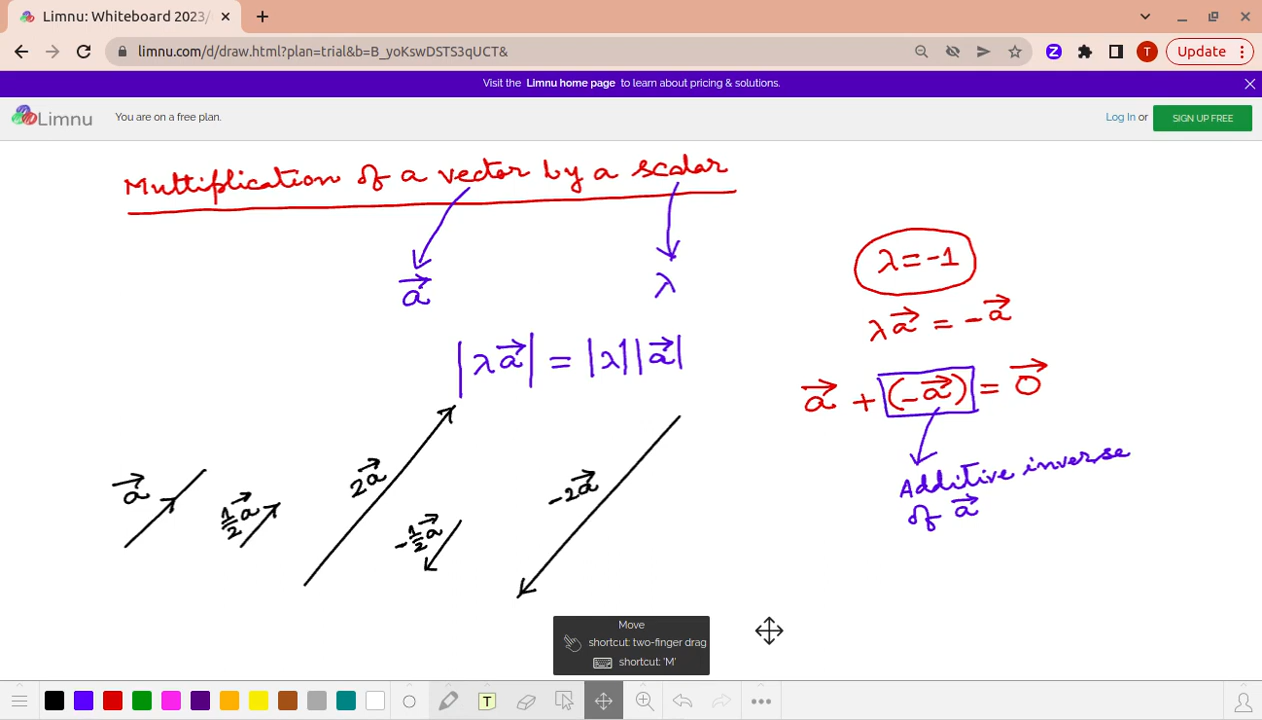 Limnu: Whiteboard 2023/
limnu.com/d/draw.html?plan=trial&b=B_yoKswDSTS3qUCT&
Z
T
Update
Visit the Limnu home page to learn about pricing & solutions.
Limnu
You are on a free plan.
Log In or
SIGN UP FREE
Multiplication of a vector by a scalar
a⃗
λ
|λa⃗| = |λ||a⃗|
λ = -1
λa⃗ = -a⃗
a⃗ + (-a⃗) = 0⃗
Additive inverse
of a⃗
a⃗
1/2 a⃗
2a⃗
-1/2 a⃗
-2a⃗
Move
shortcut: two-finger drag
shortcut: 'M'
T